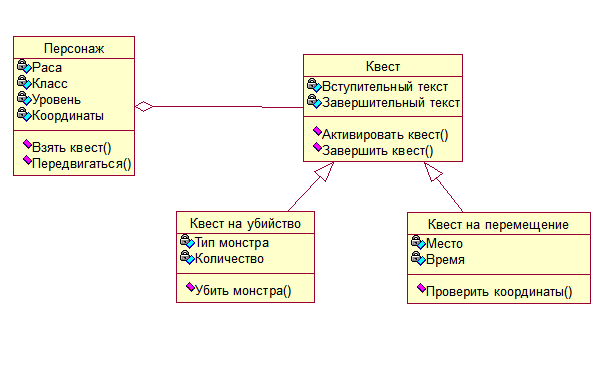 Персонаж
Раса
Класс
Уровень
Координаты
Взять квест()
Передвигаться()
Квест
Вступительный текст
Завершительный текст
Активировать квест()
Завершить квест()
Квест на убийство
Тип монстра
Количество
Убить монстра()
Квест на перемещение
Место
Время
Проверить координаты()